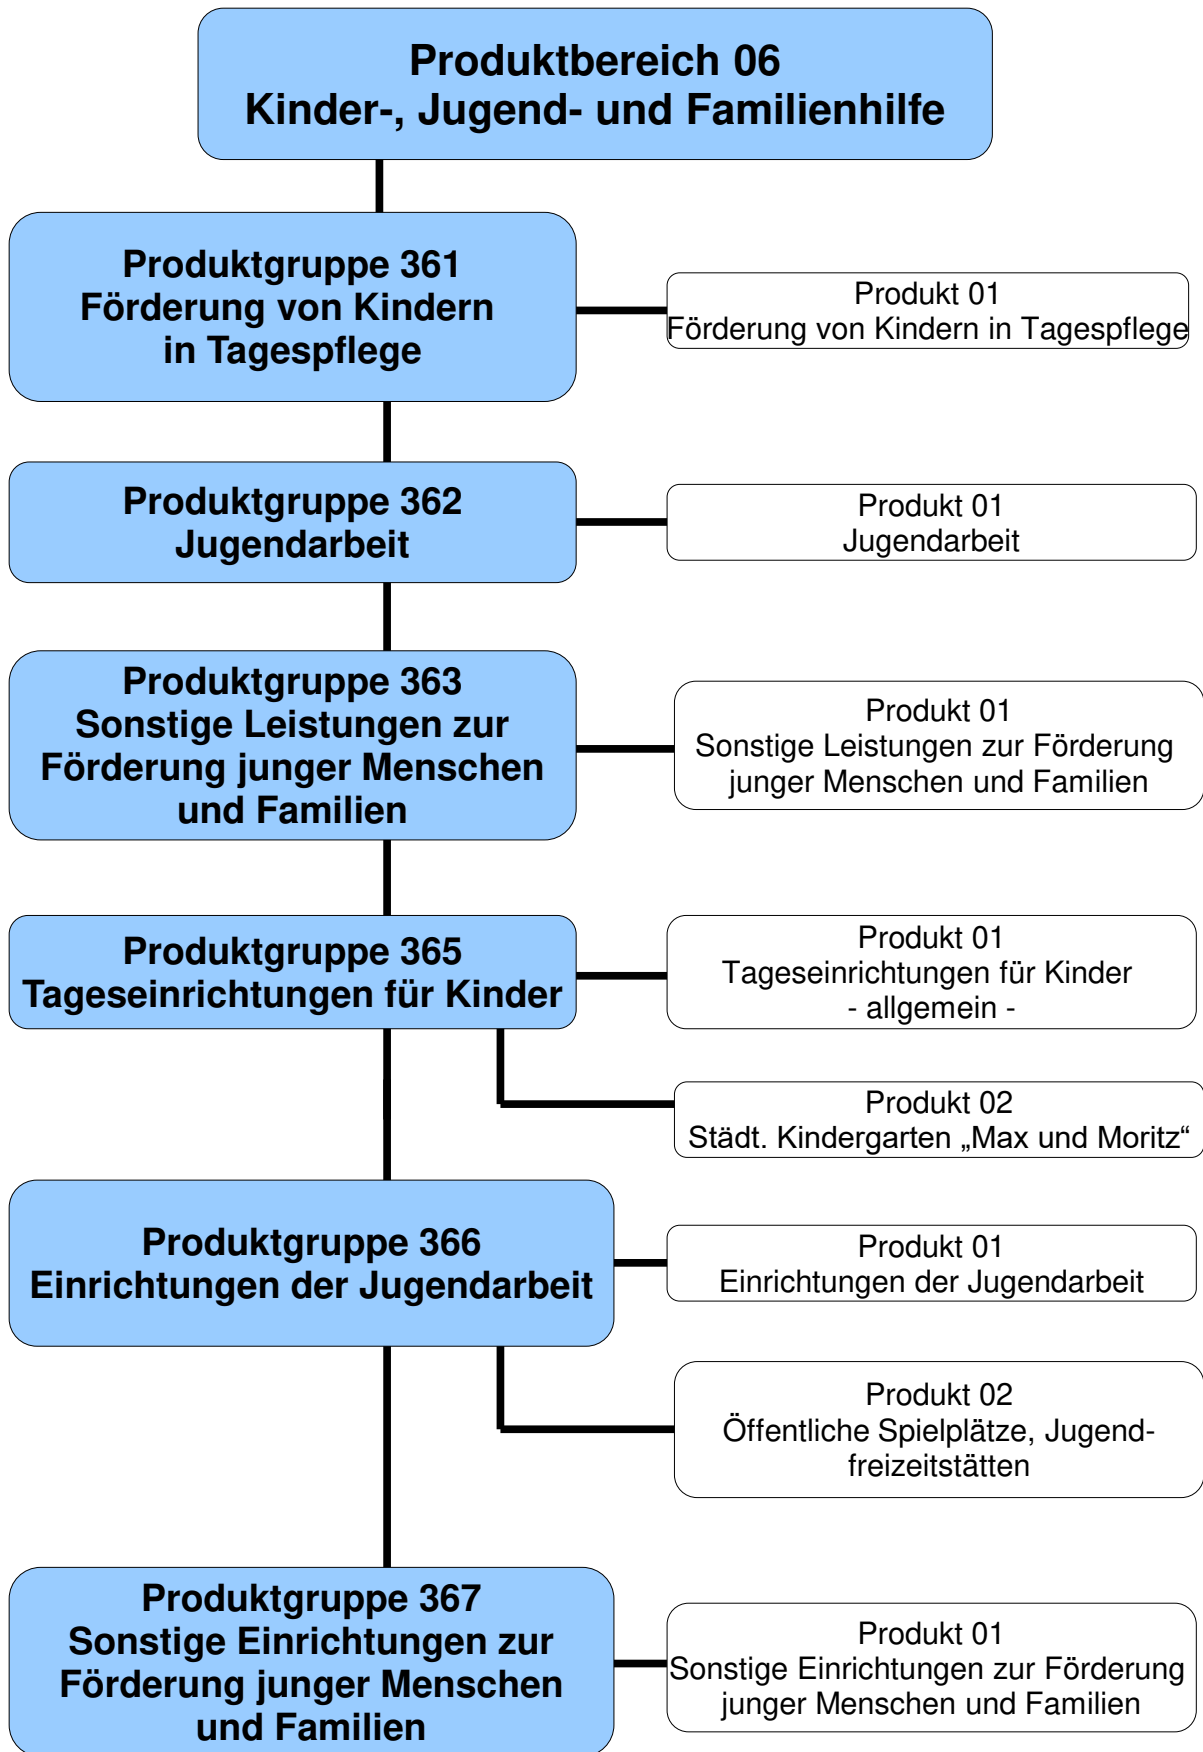 Produktbereich 06
Kinder-, Jugend- und Familienhilfe
Produktgruppe 361
Förderung von Kindern
in Tagespflege
Produkt 01
Förderung von Kindern in Tagespflege
Produktgruppe 362
Jugendarbeit
Produkt 01
Jugendarbeit
Produktgruppe 363
Sonstige Leistungen zur
Förderung junger Menschen
und Familien
Produkt 01
Sonstige Leistungen zur Förderung
junger Menschen und Familien
Produktgruppe 365
Tageseinrichtungen für Kinder
Produkt 01
Tageseinrichtungen für Kinder
- allgemein -
Produkt 02
Städt. Kindergarten „Max und Moritz“
Produktgruppe 366
Einrichtungen der Jugendarbeit
Produkt 01
Einrichtungen der Jugendarbeit
Produkt 02
Öffentliche Spielplätze, Jugend-
freizeitstätten
Produktgruppe 367
Sonstige Einrichtungen zur
Förderung junger Menschen
und Familien
Produkt 01
Sonstige Einrichtungen zur Förderung
junger Menschen und Familien